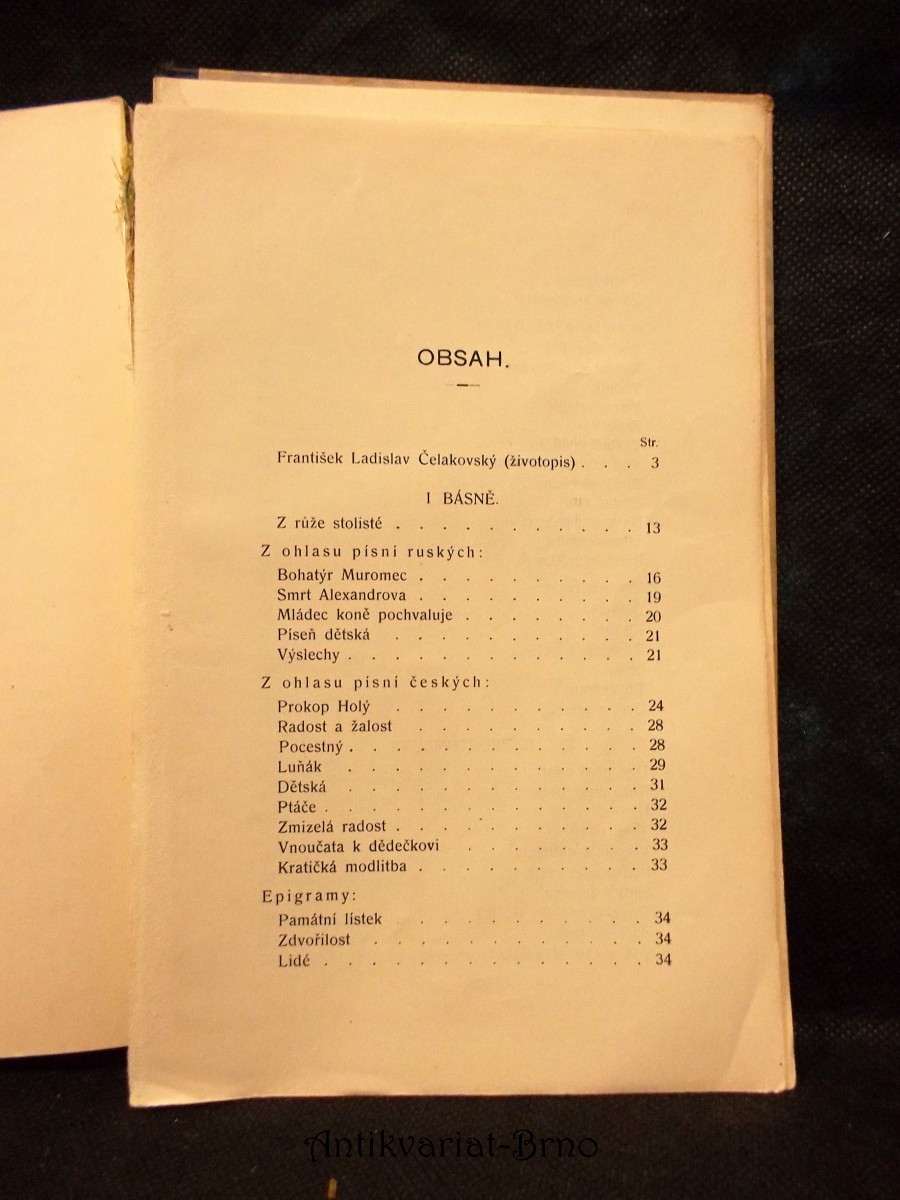 OBSAH.
Str.
František Ladislav Čelakovský (životopis) . . . 3
I BÁSNĚ.
Z růže stolisté . . . . . . . . . . . 13
Z ohlasu písní ruských:
Bohatýr Muromec . . . . . . . . . . 16
Smrt Alexandrova . . . . . . . . . . 19
Mládec koně pochvaluje . . . . . . . . 20
Píseň dětská . . . . . . . . . . . 21
Výslechy . . . . . . . . . . . . . 21
Z ohlasu písní českých:
Prokop Holý . . . . . . . . . . . 24
Radost a žalost . . . . . . . . . . 28
Pocestný . . . . . . . . . . . . . 28
Luňák . . . . . . . . . . . . . 29
Dětská . . . . . . . . . . . . . 31
Ptáče . . . . . . . . . . . . . . 32
Zmizelá radost . . . . . . . . . . . 32
Vnoučata k dědečkovi . . . . . . . . 33
Kratičká modlitba . . . . . . . . . . 33
Epigramy:
Památní lístek . . . . . . . . . . . 34
Zdvořilost . . . . . . . . . . . . 34
Lidé . . . . . . . . . . . . . . 34
Antikvariat-Brno